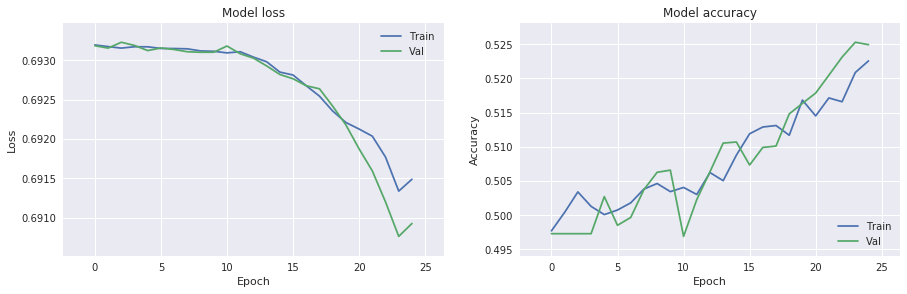 Model loss
Train
Val
0.6930
0.6925
0.6920
0.6915
0.6910
Loss
0 5 10 15 20 25
Epoch
Model accuracy
0.525
0.520
0.515
0.510
0.505
0.500
0.495
Accuracy
Train
Val
0 5 10 15 20 25
Epoch